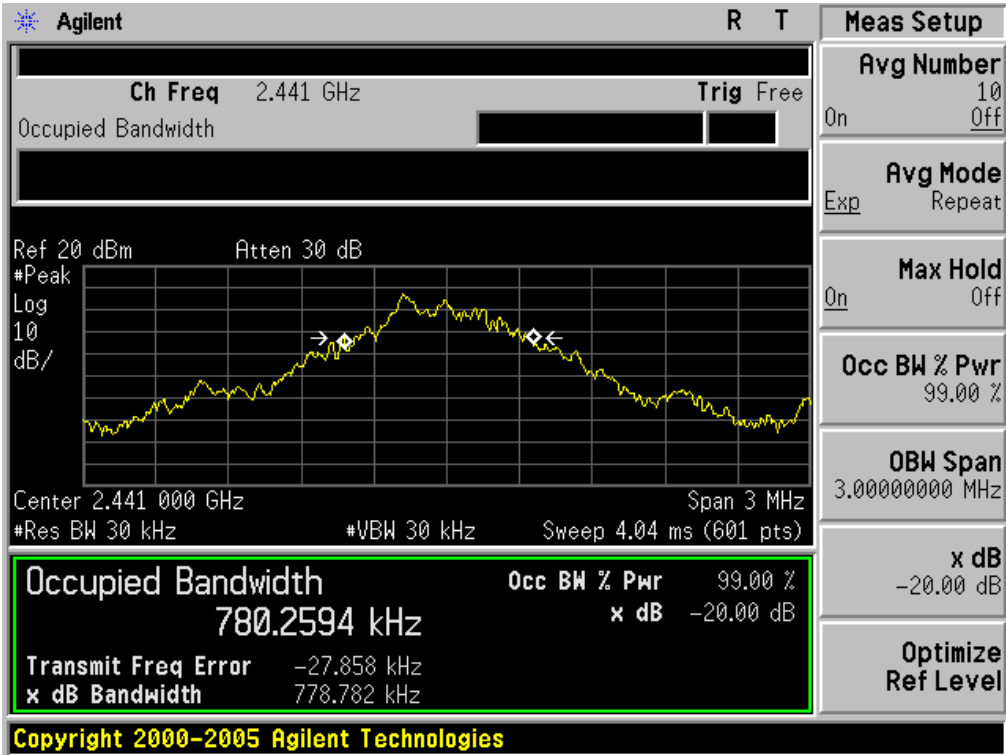 Agilent R T
Ch Freq 2.441 GHz Trig Free
Occupied Bandwidth
Ref 20 dBm Atten 30 dB
#Peak
Log
10
dB/
Center 2.441 000 GHz Span 3 MHz
#Res BW 30 kHz #VBW 30 kHz Sweep 4.04 ms (601 pts)
Occupied Bandwidth Occ BW % Pwr 99.00 %
780.2594 kHz x dB -20.00 dB
Transmit Freq Error -27.858 kHz
x dB Bandwidth 778.782 kHz
Copyright 2000-2005 Agilent Technologies
Meas Setup
Avg Number
10
On Off
Avg Mode
Exp Repeat
Max Hold
On Off
Occ BW % Pwr
99.00 %
OBW Span
3.00000000 MHz
x dB
-20.00 dB
Optimize
Ref Level